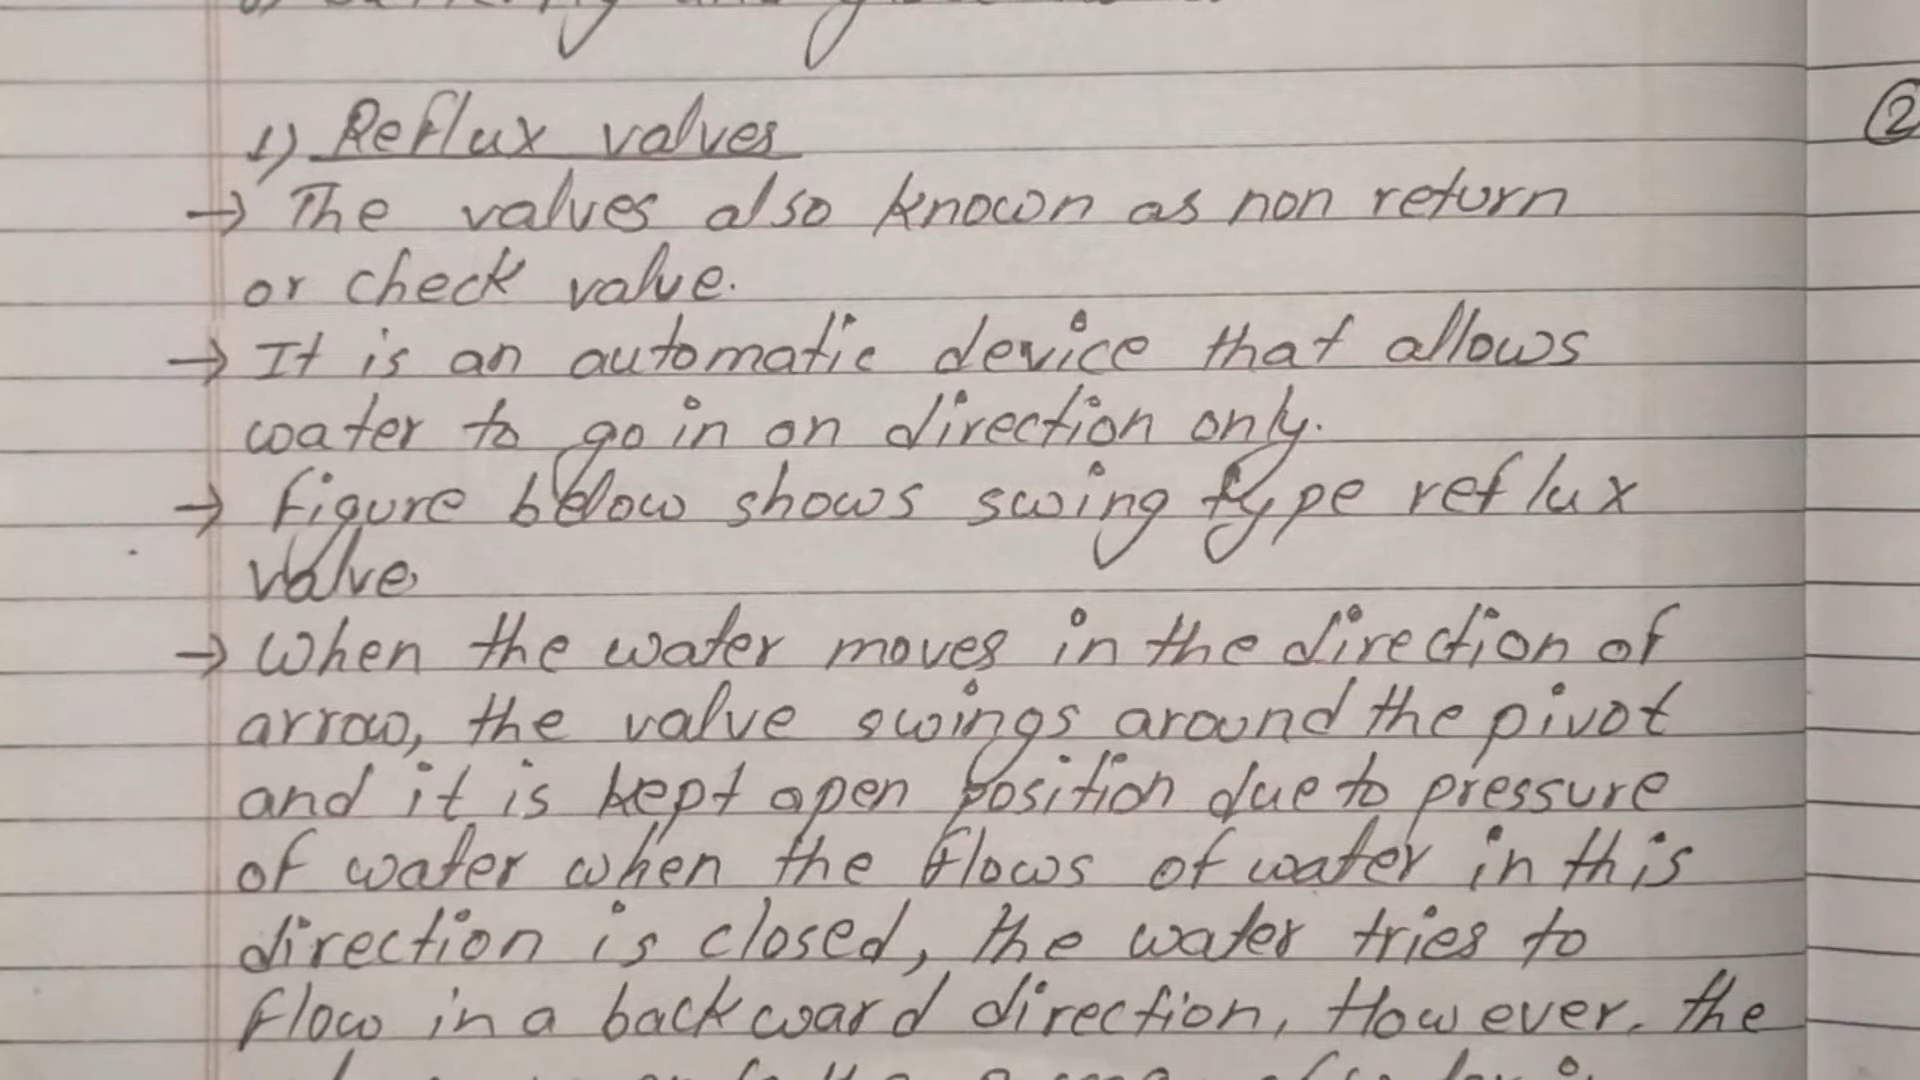 1) Reflux valves
→ The valves also known as non return
or check valve.
→ It is an automatic device that allows
water to go in on direction only.
→ figure below shows swing type reflux
valve.
→ When the water moves in the direction of
arrow, the valve swings around the pivot
and it is kept open position due to pressure
of water when the flows of water in this
direction is closed, the water tries to
flow in a backward direction, However, the
2